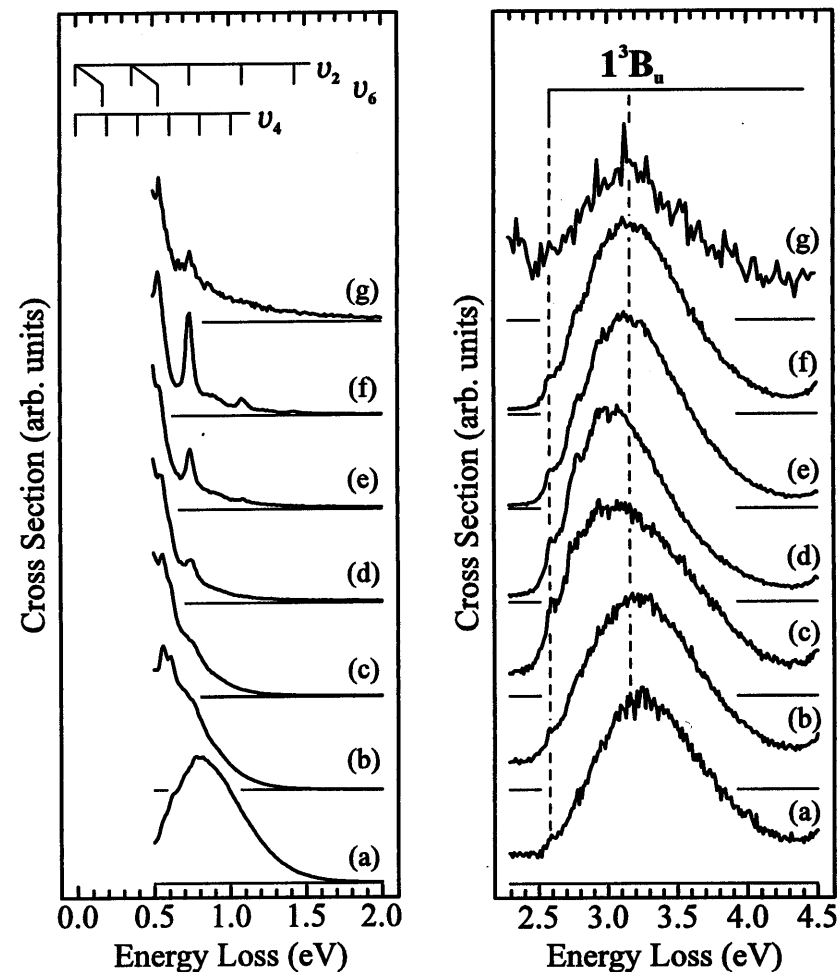 υ2
υ6
υ4
(g)
(f)
(e)
(d)
(c)
(b)
(a)
Cross Section (arb. units)
0.0 0.5 1.0 1.5 2.0
Energy Loss (eV)
1³Bᵤ
(g)
(f)
(e)
(d)
(c)
(b)
(a)
Cross Section (arb. units)
2.5 3.0 3.5 4.0 4.5
Energy Loss (eV)